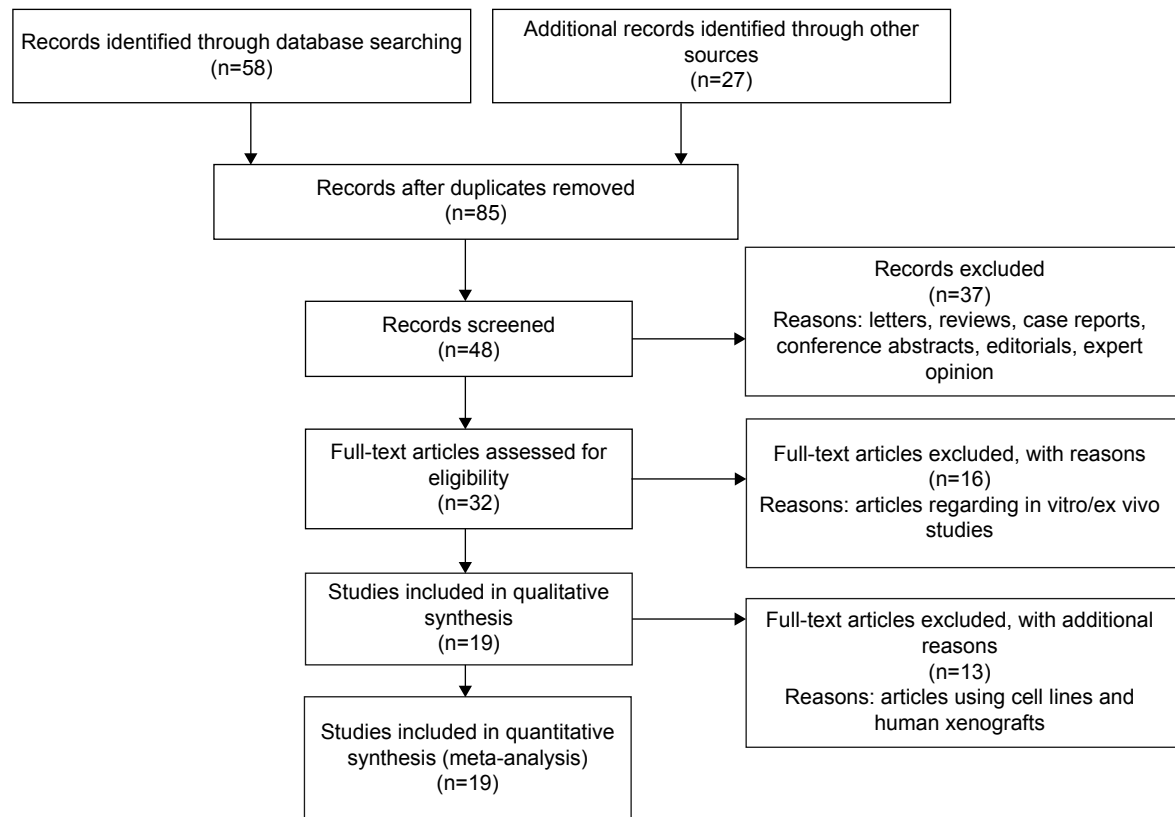 Records identified through database searching
(n=58)
Additional records identified through other
sources
(n=27)
Records after duplicates removed
(n=85)
Records screened
(n=48)
Records excluded
(n=37)
Reasons: letters, reviews, case reports,
conference abstracts, editorials, expert
opinion
Full-text articles assessed for
eligibility
(n=32)
Full-text articles excluded, with reasons
(n=16)
Reasons: articles regarding in vitro/ex vivo
studies
Studies included in qualitative
synthesis
(n=19)
Full-text articles excluded, with additional
reasons
(n=13)
Reasons: articles using cell lines and
human xenografts
Studies included in quantitative
synthesis (meta-analysis)
(n=19)